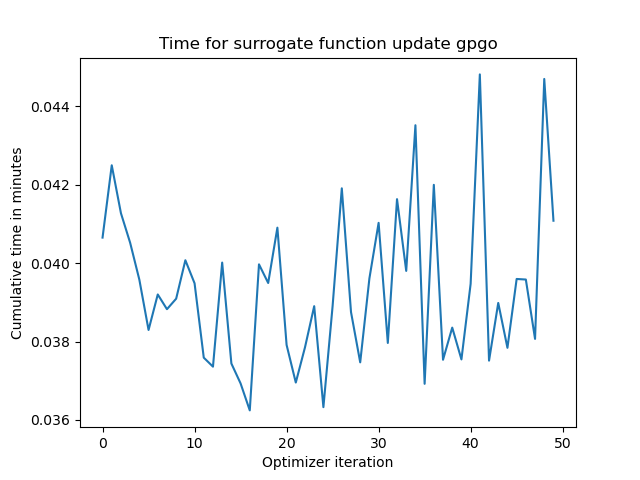 Time for surrogate function update gpgo
Cumulative time in minutes
0.044
0.042
0.040
0.038
0.036
0 10 20 30 40 50
Optimizer iteration